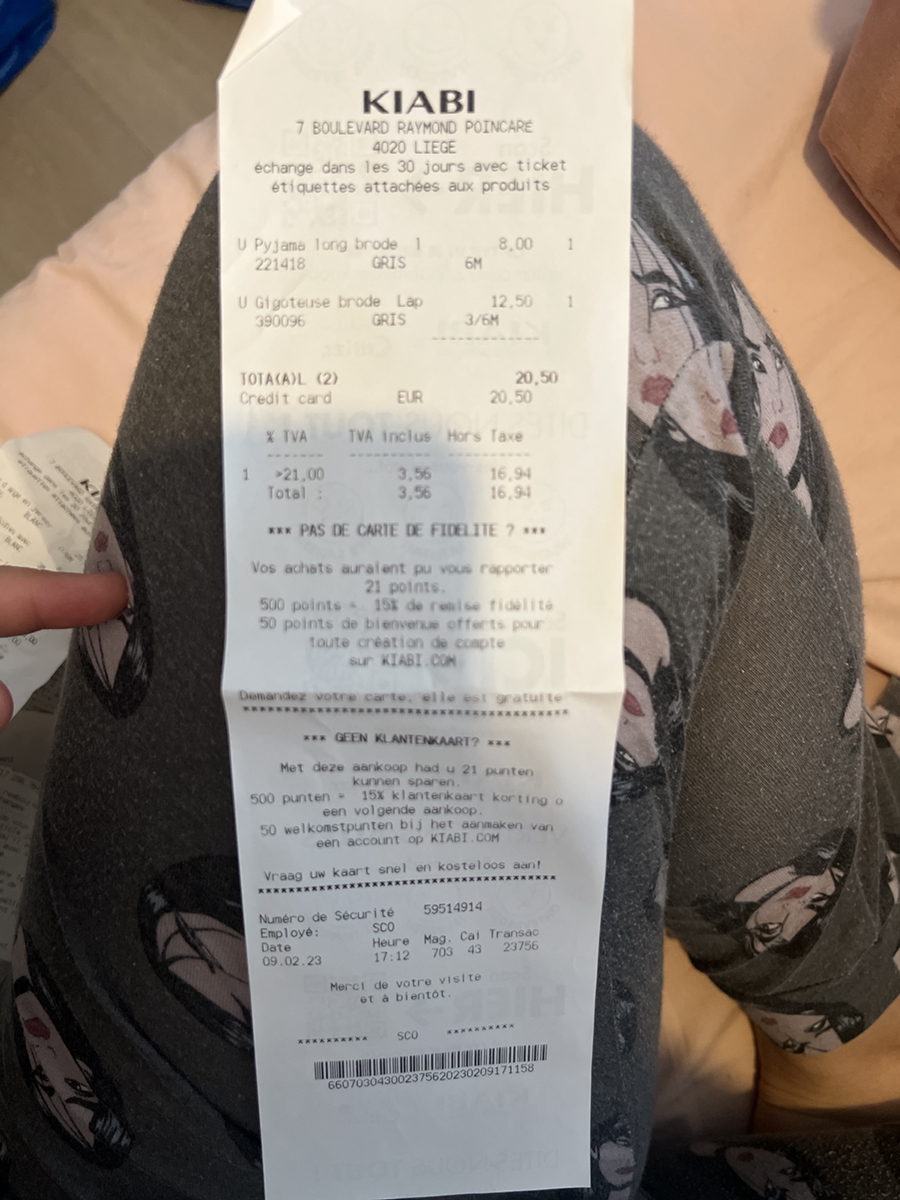 KIABI
7 BOULEVARD RAYMOND POINCARE
4020 LIEGE
échange dans les 30 jours avec ticket
étiquettes attachées aux produits
U Pyjama long brode 1 8,00 1
221418 GRIS 6M
U Gigoteuse brode Lap 12,50 1
390096 GRIS 3/6M
------------
TOTA(A)L (2) 20,50
Credit card EUR 20,50
% TVA TVA inclus Hors Taxe
------- --------- ---------
1 >21,00 3,56 16,94
Total : 3,56 16,94
*** PAS DE CARTE DE FIDELITE ? ***
Vos achats auraient pu vous rapporter
21 points.
500 points = 15% de remise fidélité
50 points de bienvenue offerts pour
toute création de compte
sur KIABI.COM
Demandez votre carte, elle est gratuite
****************************************
*** GEEN KLANTENKAART? ***
Met deze aankoop had u 21 punten
kunnen sparen.
500 punten = 15% klantenkaart korting o
een volgende aankoop.
50 welkomstpunten bij het aanmaken van
een account op KIABI.COM
Vraag uw kaart snel en kosteloos aan!
****************************************
Numéro de Sécurité 59514914
Employé: SCO
Date Heure Mag. Cai Transac
09.02.23 17:12 703 43 23756
Merci de votre visite
et à bientôt.
********** SCO **********
660703043002375620230209171158